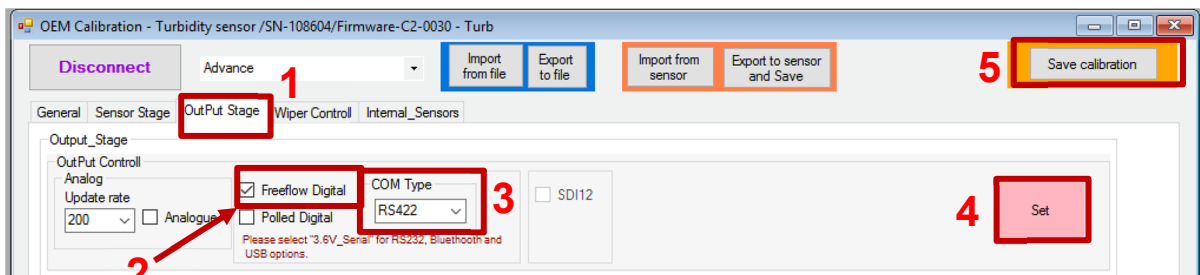 OEM Calibration - Turbidity sensor /SN-108604/Firmware-C2-0030 - Turb
Disconnect
Advance
Import
from file
Export
to file
Import from
sensor
Export to sensor
and Save
5
Save calibration
1
General
Sensor Stage
OutPut Stage
Wiper Controll
Internal_Sensors
Output_Stage
OutPut Controll
Analog
Update rate
200
Analogue
Freeflow Digital
Polled Digital
COM Type
RS422
3
SDI12
4
Set
Please select "3.6V_Serial" for RS232, Bluethooth and
USB options.
2